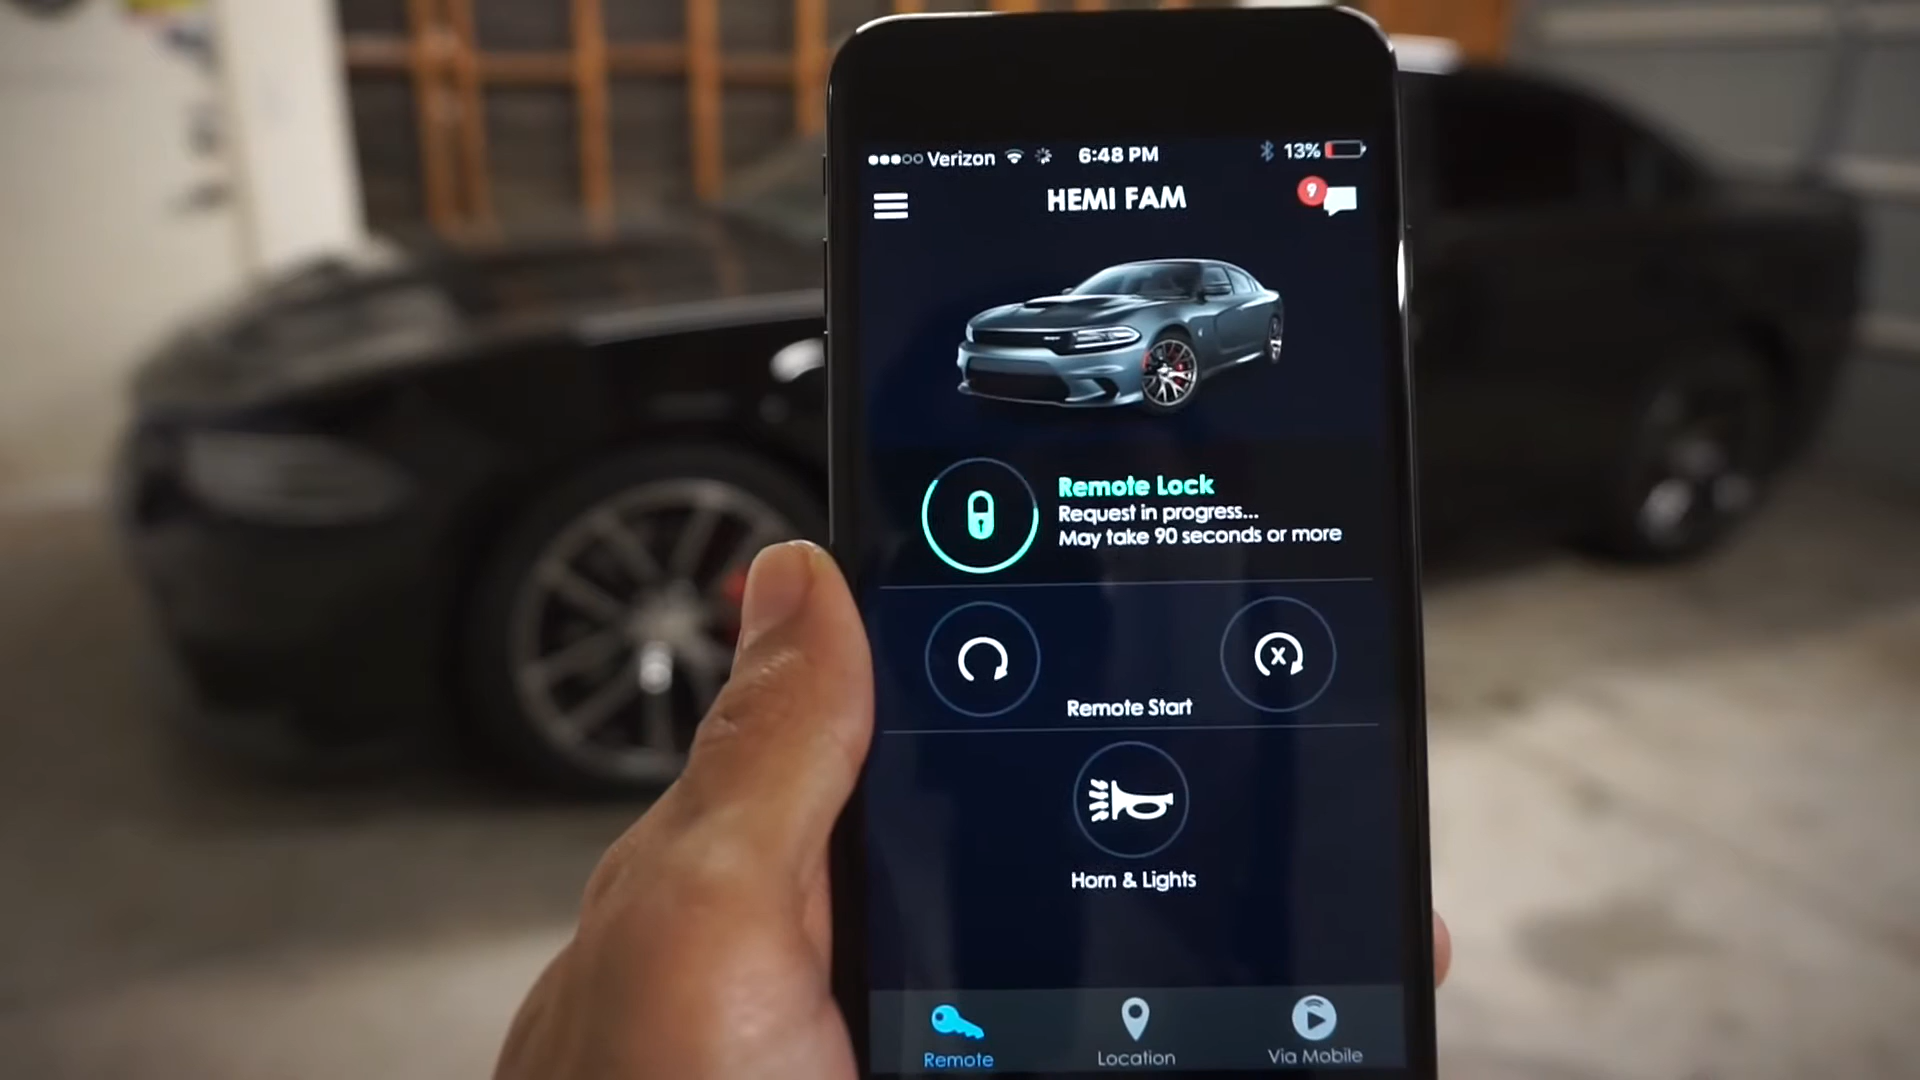 Verizon 6:48 PM 13%
HEMI FAM
9
Remote Lock
Request in progress...
May take 90 seconds or more
X
Remote Start
Horn & Lights
Remote Location Via Mobile